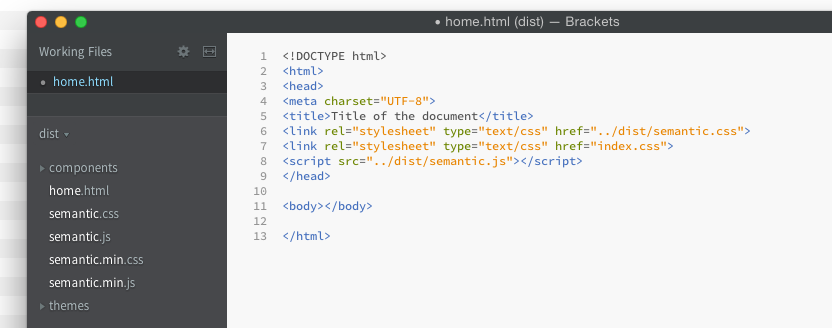 • home.html (dist) — Brackets
Working Files
• home.html
dist
components
home.html
semantic.css
semantic.js
semantic.min.css
semantic.min.js
themes
1 <!DOCTYPE html>
2 <html>
3 <head>
4 <meta charset="UTF-8">
5 <title>Title of the document</title>
6 <link rel="stylesheet" type="text/css" href="../dist/semantic.css">
7 <link rel="stylesheet" type="text/css" href="index.css">
8 <script src="../dist/semantic.js"></script>
9 </head>
10
11 <body></body>
12
13 </html>